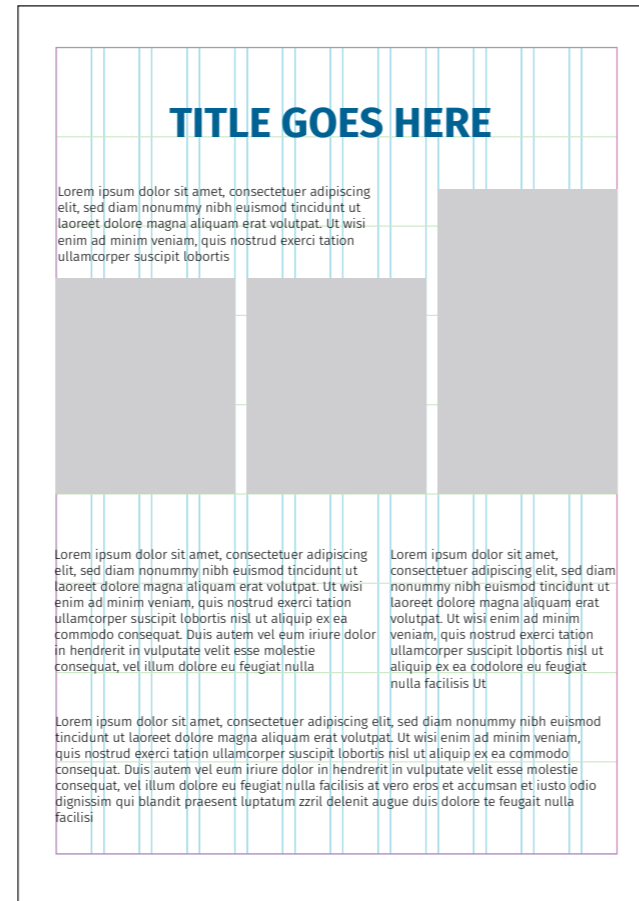 TITLE GOES HERE
Lorem ipsum dolor sit amet, consectetuer adipiscing
elit, sed diam nonummy nibh euismod tincidunt ut
laoreet dolore magna aliquam erat volutpat. Ut wisi
enim ad minim veniam, quis nostrud exerci tation
ullamcorper suscipit lobortis
Lorem ipsum dolor sit amet, consectetuer adipiscing
elit, sed diam nonummy nibh euismod tincidunt ut
laoreet dolore magna aliquam erat volutpat. Ut wisi
enim ad minim veniam, quis nostrud exerci tation
ullamcorper suscipit lobortis nisl ut aliquip ex ea
commodo consequat. Duis autem vel eum iriure dolor
in hendrerit in vulputate velit esse molestie
consequat, vel illum dolore eu feugiat nulla
Lorem ipsum dolor sit amet,
consectetuer adipiscing elit, sed diam
nonummy nibh euismod tincidunt ut
laoreet dolore magna aliquam erat
volutpat. Ut wisi enim ad minim
veniam, quis nostrud exerci tation
ullamcorper suscipit lobortis nisl ut
aliquip ex ea codolore eu feugiat
nulla facilisis Ut
Lorem ipsum dolor sit amet, consectetuer adipiscing elit, sed diam nonummy nibh euismod
tincidunt ut laoreet dolore magna aliquam erat volutpat. Ut wisi enim ad minim veniam,
quis nostrud exerci tation ullamcorper suscipit lobortis nisl ut aliquip ex ea commodo
consequat. Duis autem vel eum iriure dolor in hendrerit in vulputate velit esse molestie
consequat, vel illum dolore eu feugiat nulla facilisis at vero eros et accumsan et iusto odio
dignissim qui blandit praesent luptatum zzril delenit augue duis dolore te feugait nulla
facilisi